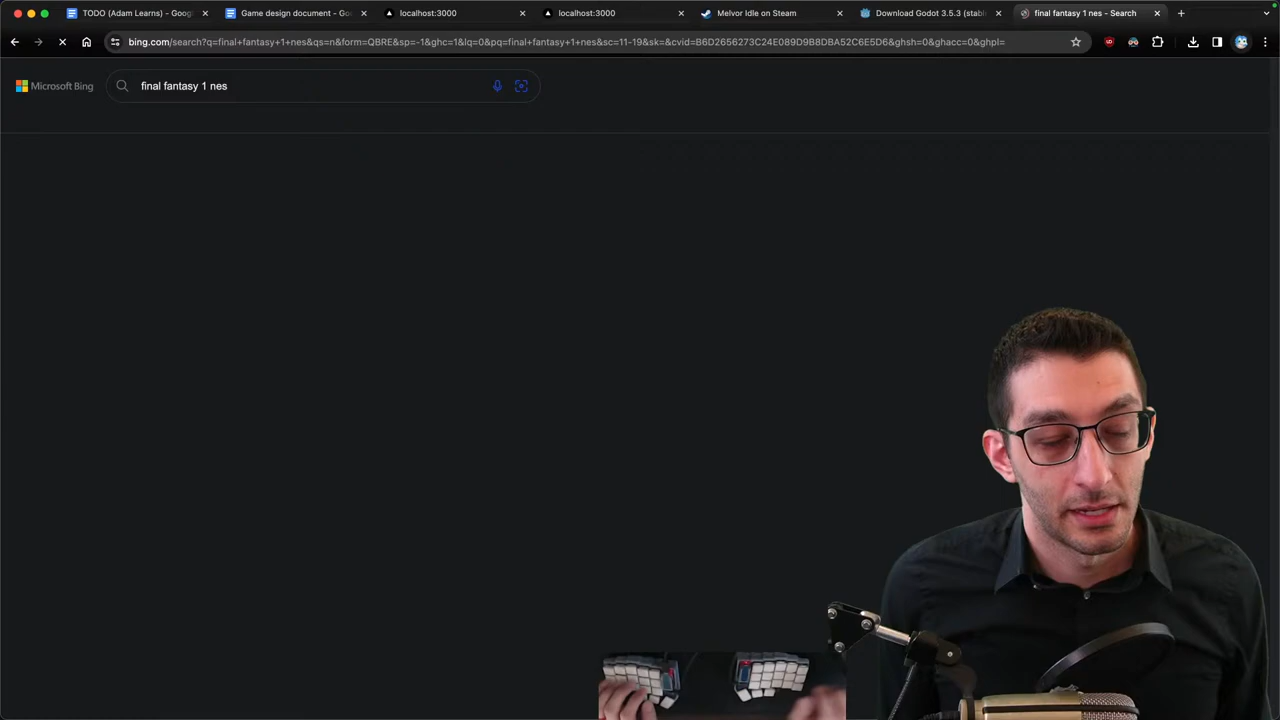 TODO (Adam Learns) - Goog
Game design document - Go
localhost:3000
localhost:3000
Melvor Idle on Steam
Download Godot 3.5.3 (stabl
final fantasy 1 nes - Search
bing.com/search?q=final+fantasy+1+nes&qs=n&form=QBRE&sp=-1&ghc=1&lq=0&pq=final+fantasy+1+nes&sc=11-19&sk=&cvid=B6D2656273C24E089D9B8DBA52C6E5D6&ghsh=0&ghacc=0&ghpl=
Microsoft Bing
final fantasy 1 nes